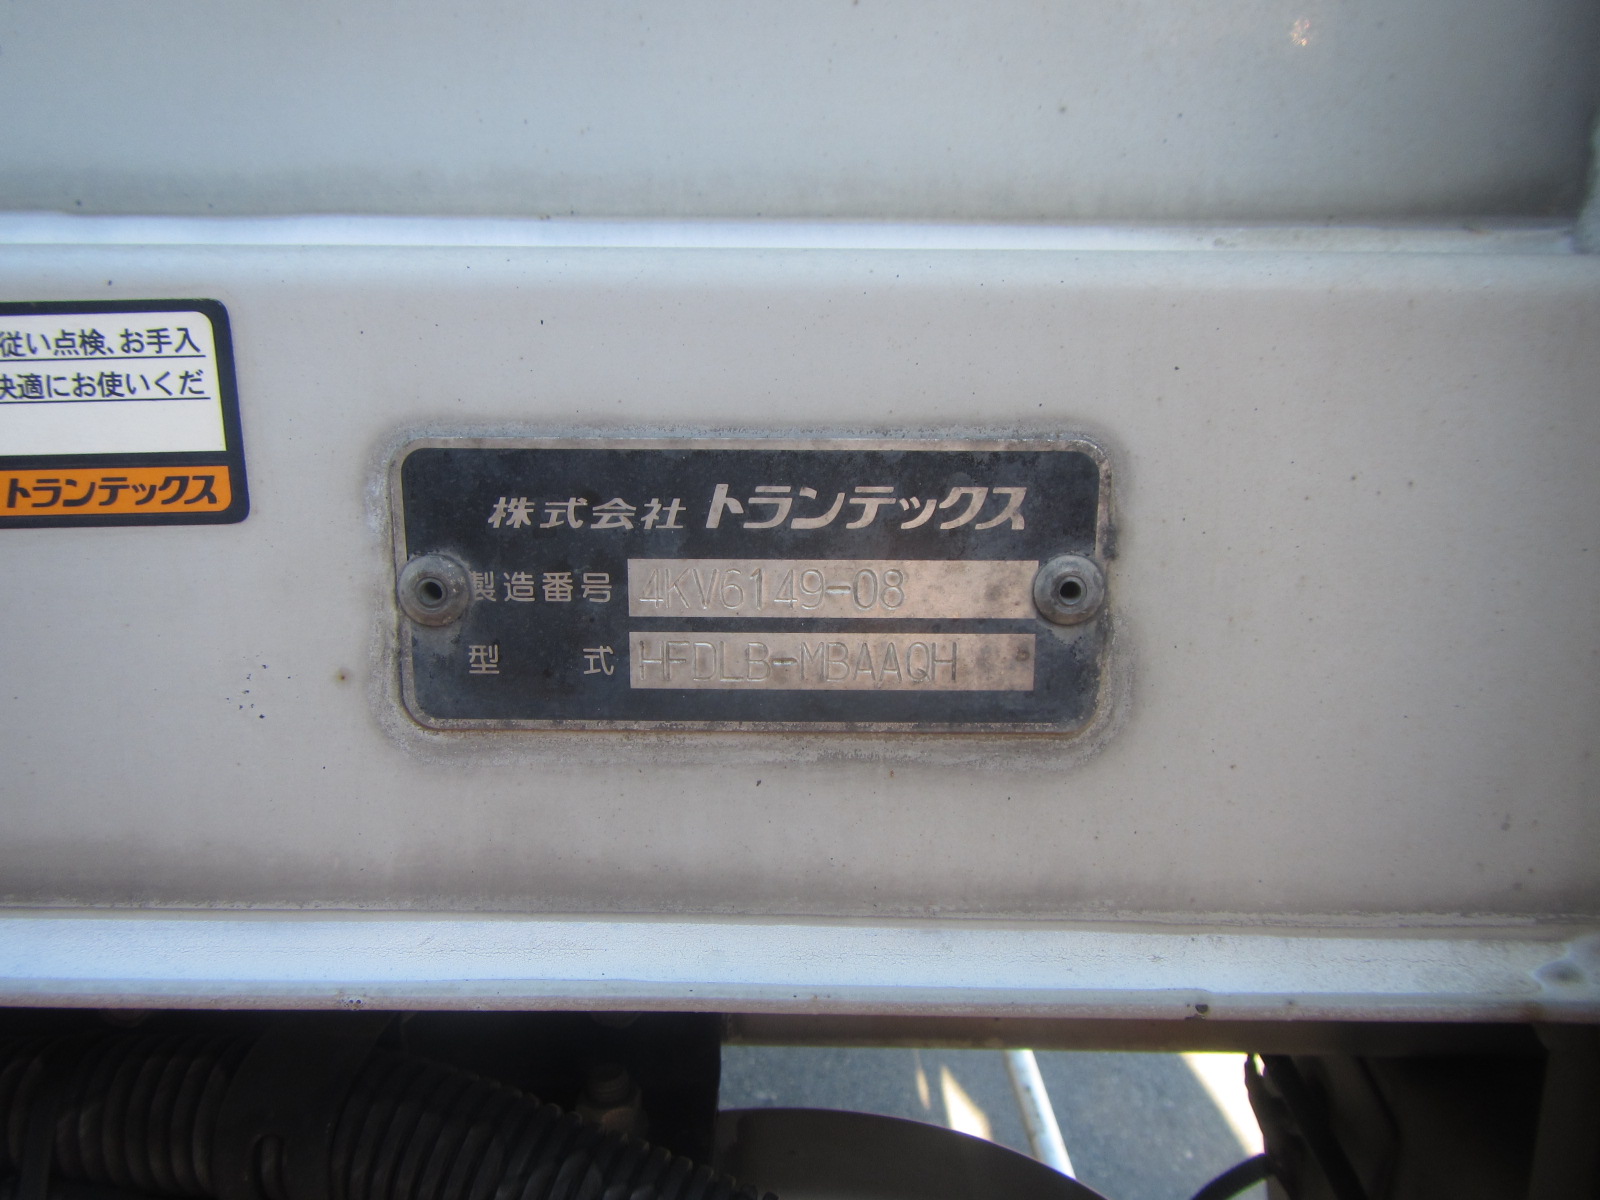 従い点検、お手入
快適にお使いくだ
トランテックス
株式会社 トランテックス
製造番号 4KV6149-08
型式 HFDLB-MBAAQH